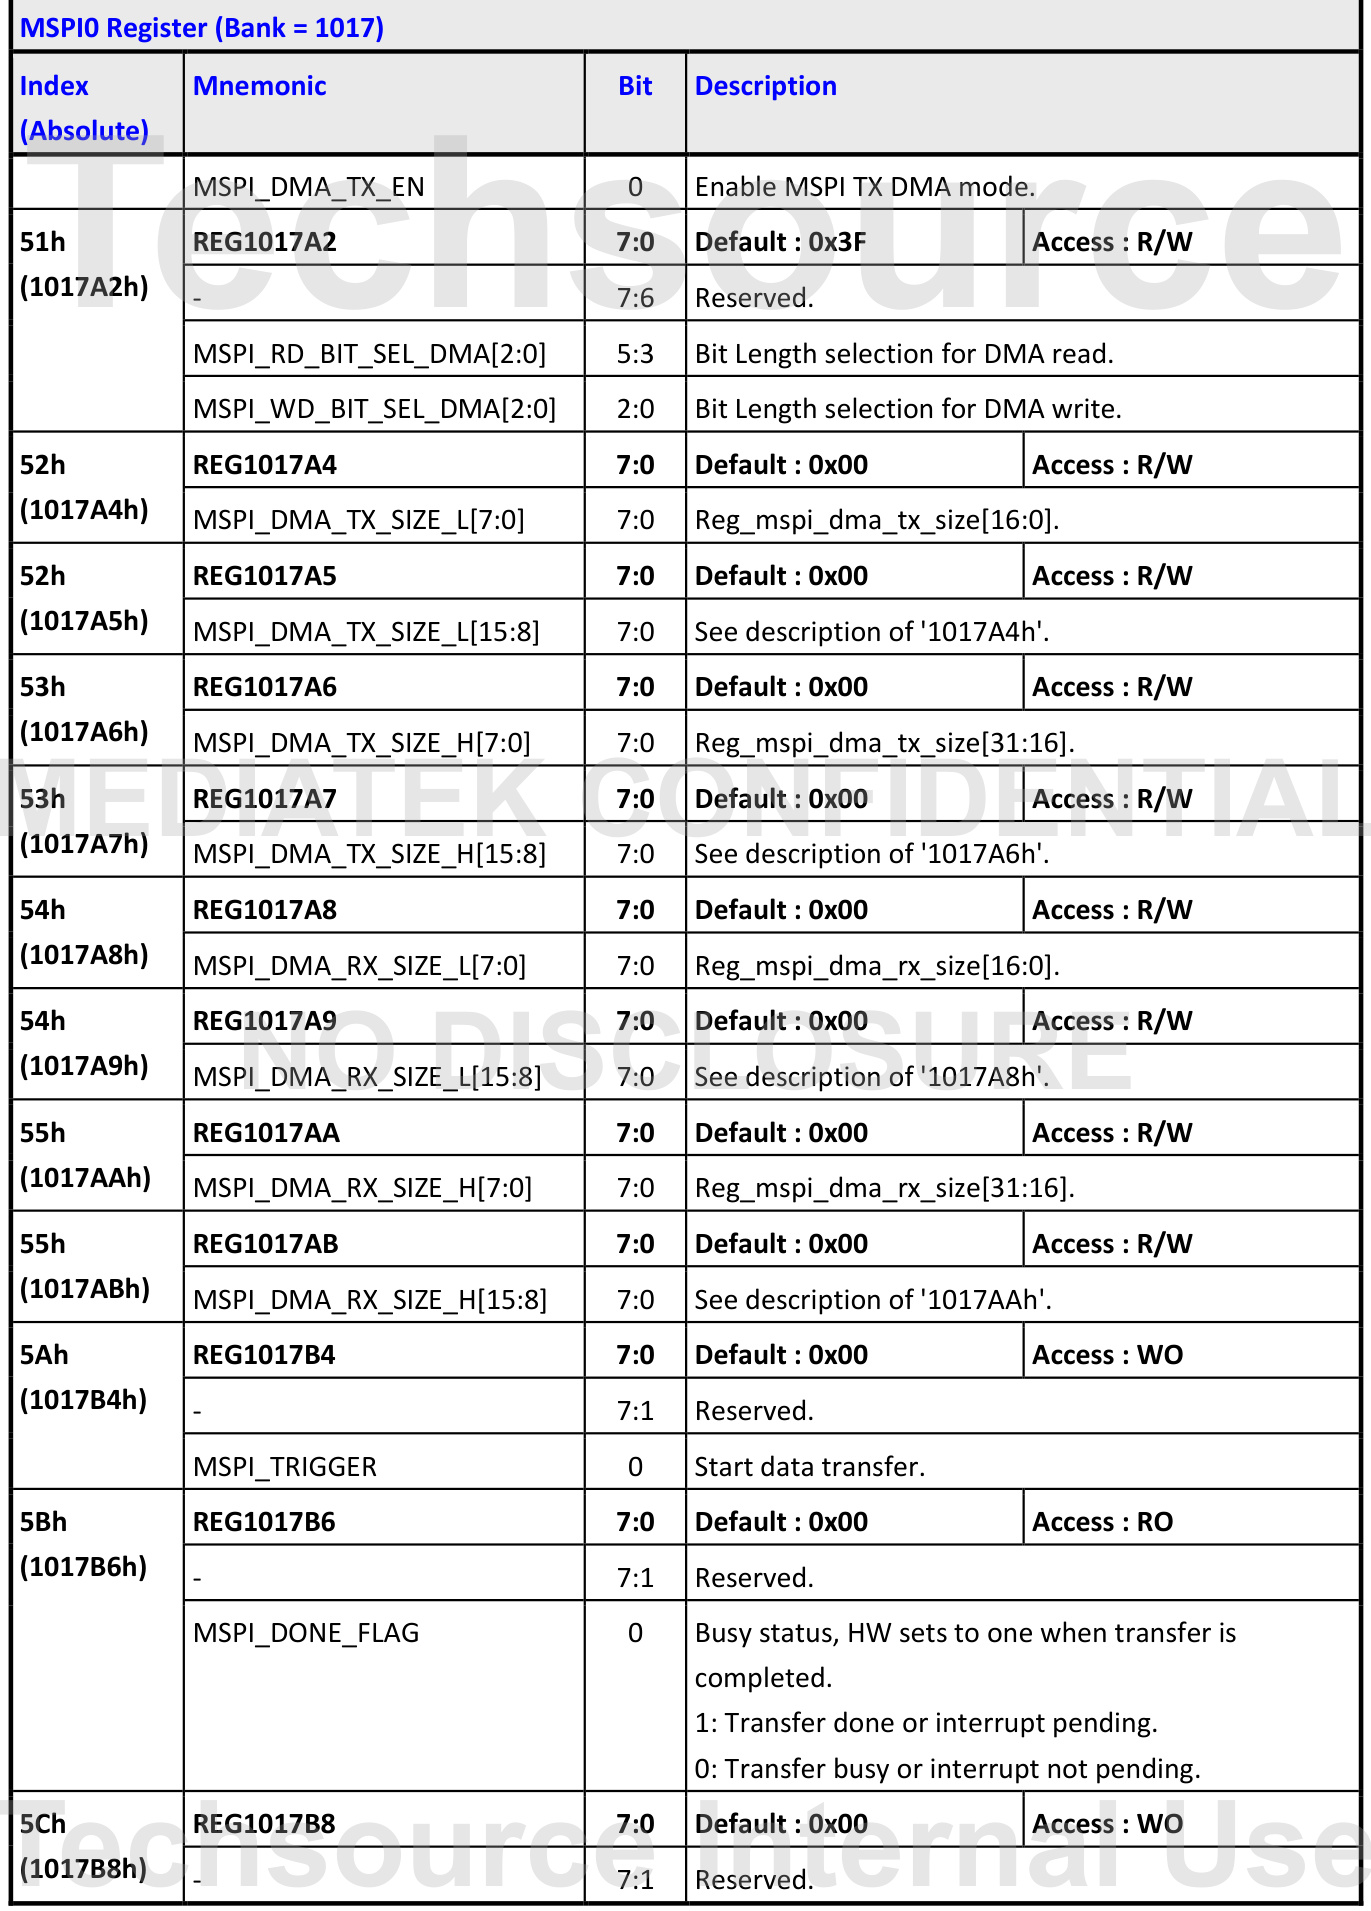 MSPI0 Register (Bank = 1017)
Index (Absolute) Mnemonic Bit Description
MSPI_DMA_TX_EN 0 Enable MSPI TX DMA mode.
51h (1017A2h) REG1017A2 7:0 Default : 0x3F Access : R/W
- 7:6 Reserved.
MSPI_RD_BIT_SEL_DMA[2:0] 5:3 Bit Length selection for DMA read.
MSPI_WD_BIT_SEL_DMA[2:0] 2:0 Bit Length selection for DMA write.
52h (1017A4h) REG1017A4 7:0 Default : 0x00 Access : R/W
MSPI_DMA_TX_SIZE_L[7:0] 7:0 Reg_mspi_dma_tx_size[16:0].
52h (1017A5h) REG1017A5 7:0 Default : 0x00 Access : R/W
MSPI_DMA_TX_SIZE_L[15:8] 7:0 See description of '1017A4h'.
53h (1017A6h) REG1017A6 7:0 Default : 0x00 Access : R/W
MSPI_DMA_TX_SIZE_H[7:0] 7:0 Reg_mspi_dma_tx_size[31:16].
53h (1017A7h) REG1017A7 7:0 Default : 0x00 Access : R/W
MSPI_DMA_TX_SIZE_H[15:8] 7:0 See description of '1017A6h'.
54h (1017A8h) REG1017A8 7:0 Default : 0x00 Access : R/W
MSPI_DMA_RX_SIZE_L[7:0] 7:0 Reg_mspi_dma_rx_size[16:0].
54h (1017A9h) REG1017A9 7:0 Default : 0x00 Access : R/W
MSPI_DMA_RX_SIZE_L[15:8] 7:0 See description of '1017A8h'.
55h (1017AAh) REG1017AA 7:0 Default : 0x00 Access : R/W
MSPI_DMA_RX_SIZE_H[7:0] 7:0 Reg_mspi_dma_rx_size[31:16].
55h (1017ABh) REG1017AB 7:0 Default : 0x00 Access : R/W
MSPI_DMA_RX_SIZE_H[15:8] 7:0 See description of '1017AAh'.
5Ah (1017B4h) REG1017B4 7:0 Default : 0x00 Access : WO
- 7:1 Reserved.
MSPI_TRIGGER 0 Start data transfer.
5Bh (1017B6h) REG1017B6 7:0 Default : 0x00 Access : RO
- 7:1 Reserved.
MSPI_DONE_FLAG 0 Busy status, HW sets to one when transfer is
completed.
1: Transfer done or interrupt pending.
0: Transfer busy or interrupt not pending.
5Ch (1017B8h) REG1017B8 7:0 Default : 0x00 Access : WO
- 7:1 Reserved.
Techsource
MEDIATEK CONFIDENTIAL
NO DISCLOSURE
Techsource Internal Use